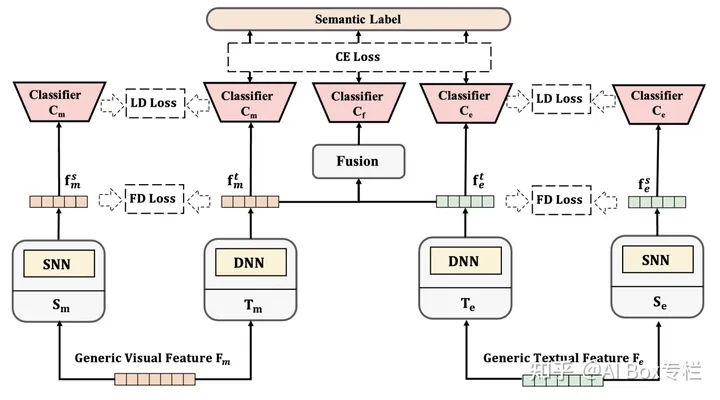 Semantic Label
CE Loss
Classifier
C_m
LD Loss
Classifier
C_m
Classifier
C_f
Classifier
C_e
LD Loss
Classifier
C_e
Fusion
f_m^s
f_m^t
f_e^t
f_e^s
FD Loss
FD Loss
SNN
DNN
DNN
SNN
S_m
T_m
T_e
S_e
Generic Visual Feature F_m
Generic Textual Feature F_e
知乎 @AI Box专栏